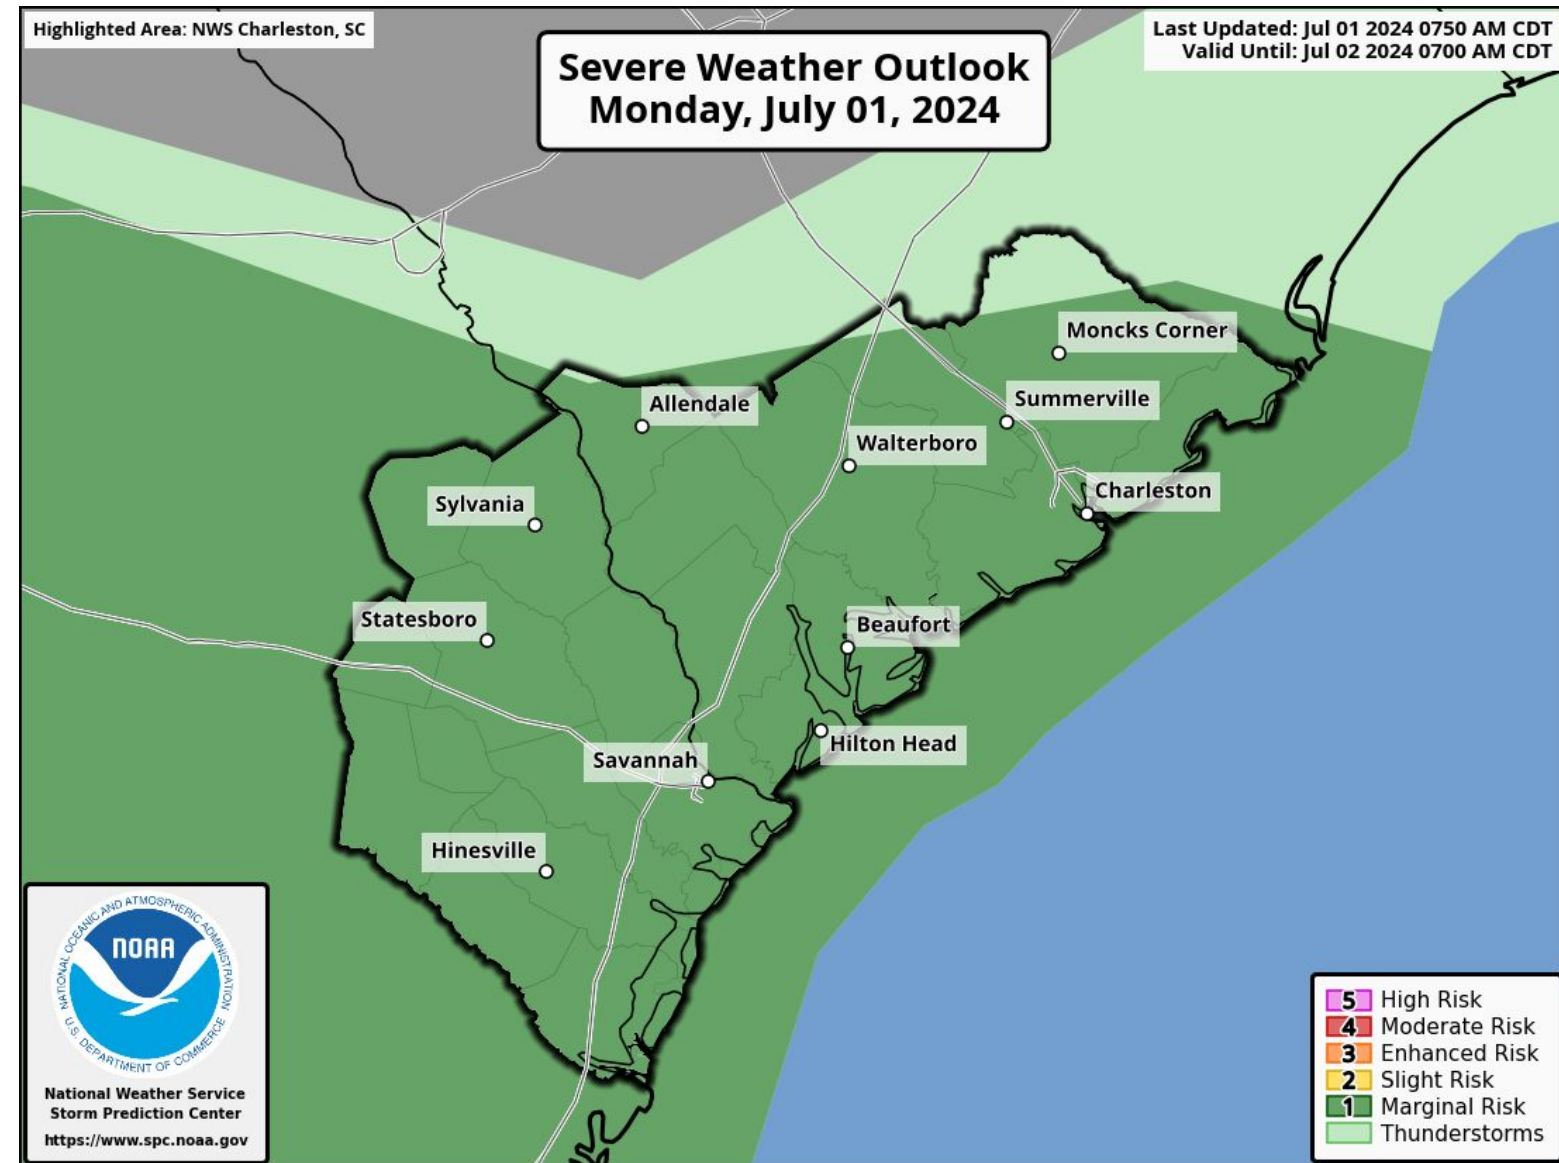 Highlighted Area: NWS Charleston, SC
Last Updated: Jul 01 2024 0750 AM CDT
Valid Until: Jul 02 2024 0700 AM CDT
Severe Weather Outlook
Monday, July 01, 2024
Moncks Corner
Summerville
Allendale
Walterboro
Charleston
Sylvania
Statesboro
Beaufort
Hilton Head
Savannah
Hinesville
NATIONAL OCEANIC AND ATMOSPHERIC ADMINISTRATION
NOAA
U.S. DEPARTMENT OF COMMERCE
National Weather Service
Storm Prediction Center
https://www.spc.noaa.gov
5 High Risk
4 Moderate Risk
3 Enhanced Risk
2 Slight Risk
1 Marginal Risk
Thunderstorms